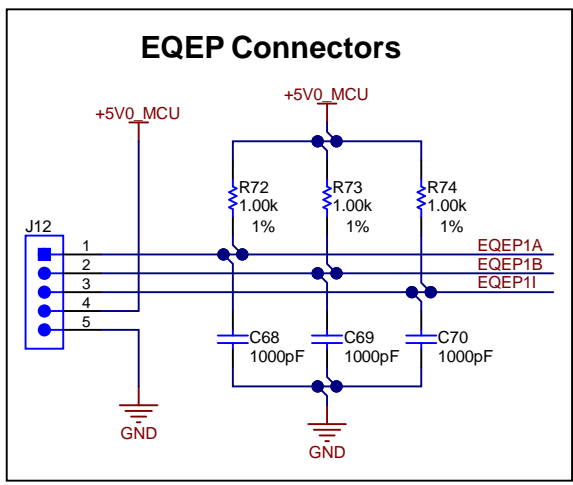 EQEP Connectors
+5V0_MCU
+5V0_MCU
R72
1.00k
1%
R73
1.00k
1%
R74
1.00k
1%
J12
1
2
3
4
5
EQEP1A
EQEP1B
EQEP1I
C68
1000pF
C69
1000pF
C70
1000pF
GND
GND